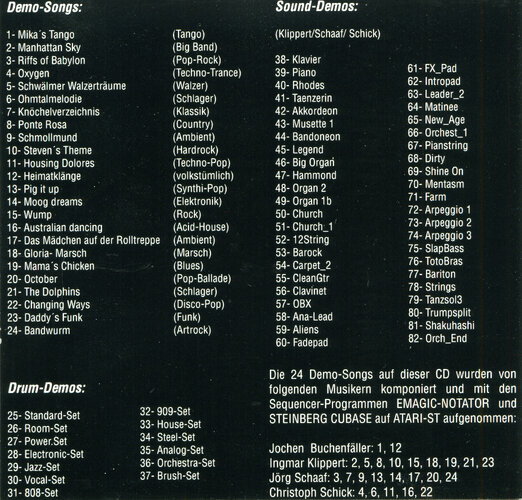 Demo-Songs:
1- Mika´s Tango (Tango)
2- Manhattan Sky (Big Band)
3- Riffs of Babylon (Pop-Rock)
4- Oxygen (Techno-Trance)
5- Schwälmer Walzerträume (Walzer)
6- Ohmtalmelodie (Schlager)
7- Knöchelverzeichnis (Klassik)
8- Ponte Rosa (Country)
9- Schmollmund (Ambient)
10- Steven´s Theme (Hardrock)
11- Housing Dolores (Techno-Pop)
12- Heimatklänge (volkstümlich)
13- Pig it up (Synthi-Pop)
14- Moog dreams (Elektronik)
15- Wump (Rock)
16- Australian dancing (Acid-House)
17- Das Mädchen auf der Rolltreppe (Ambient)
18- Gloria- Marsch (Marsch)
19- Mama´s Chicken (Blues)
20- October (Pop-Ballade)
21- The Dolphins (Schlager)
22- Changing Ways (Disco-Pop)
23- Daddy´s Funk (Funk)
24- Bandwurm (Artrock)
Drum-Demos:
25- Standard-Set
26- Room-Set
27- Power.Set
28- Electronic-Set
29- Jazz-Set
30- Vocal-Set
31- 808-Set
32- 909-Set
33- House-Set
34- Steel-Set
35- Analog-Set
36- Orchestra-Set
37- Brush-Set
Sound-Demos:
(Klippert/Schaaf/ Schick)
38- Klavier
39- Piano
40- Rhodes
41- Taenzerin
42- Akkordeon
43- Musette 1
44- Bandoneon
45- Legend
46- Big Organ
47- Hammond
48- Organ 2
49- Organ 1b
50- Church
51- Church_1
52- 12String
53- Barock
54- Carpet_2
55- CleanGtr
56- Clavinet
57- OBX
58- Ana-Lead
59- Aliens
60- Fadepad
61- FX_Pad
62- Intropad
63- Leader_2
64- Matinee
65- New_Age
66- Orchest_1
67- Pianstring
68- Dirty
69- Shine On
70- Mentasm
71- Farm
72- Arpeggio 1
73- Arpeggio 2
74- Arpeggio 3
75- SlapBass
76- TotoBras
77- Bariton
78- Strings
79- Tanzsol3
80- Trumpsplit
81- Shakuhashi
82- Orch_End
Die 24 Demo-Songs auf dieser CD wurden von
folgenden Musikern komponiert und mit den
Sequencer-Programmen EMAGIC-NOTATOR und
STEINBERG CUBASE auf ATARI-ST aufgenommen:
Jochen Buchenfäller: 1, 12
Ingmar Klippert: 2, 5, 8, 10, 15, 18, 19, 21, 23
Jörg Schaaf: 3, 7, 9, 13, 14, 17, 20, 24
Christoph Schick: 4, 6, 11, 16, 22